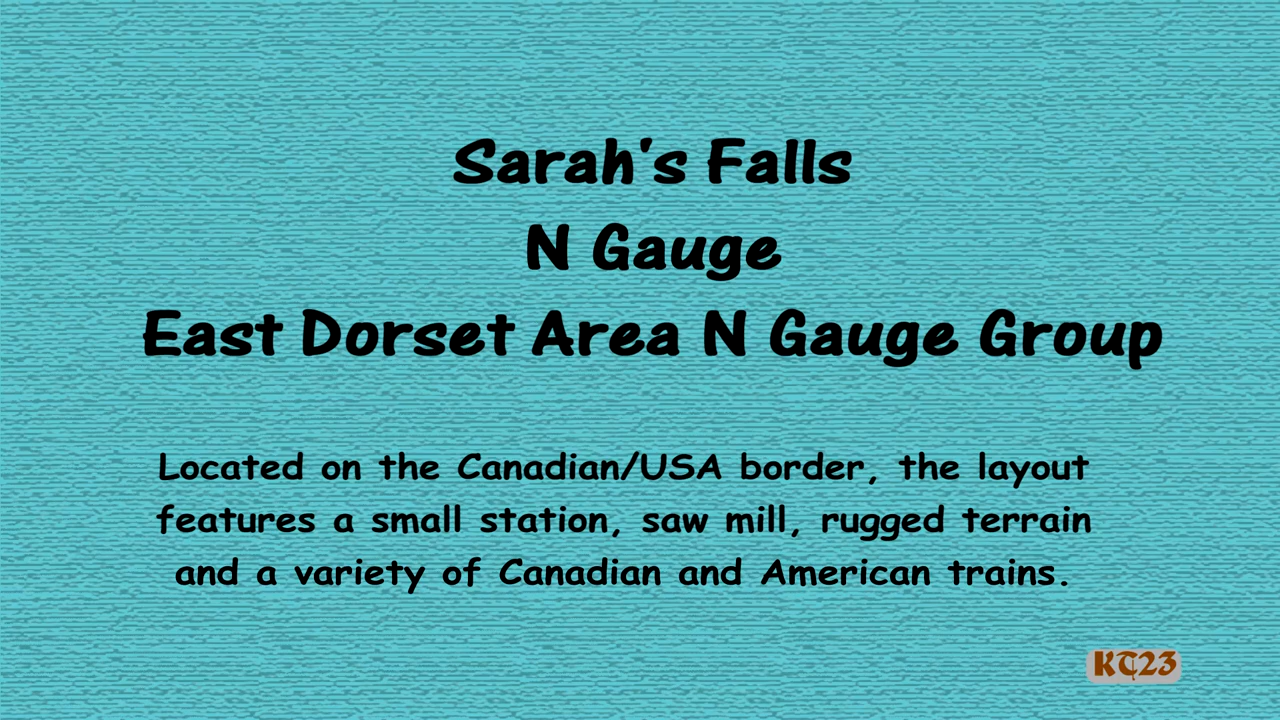 Sarah's Falls
N Gauge
East Dorset Area N Gauge Group
Located on the Canadian/USA border, the layout
features a small station, saw mill, rugged terrain
and a variety of Canadian and American trains.
KT23